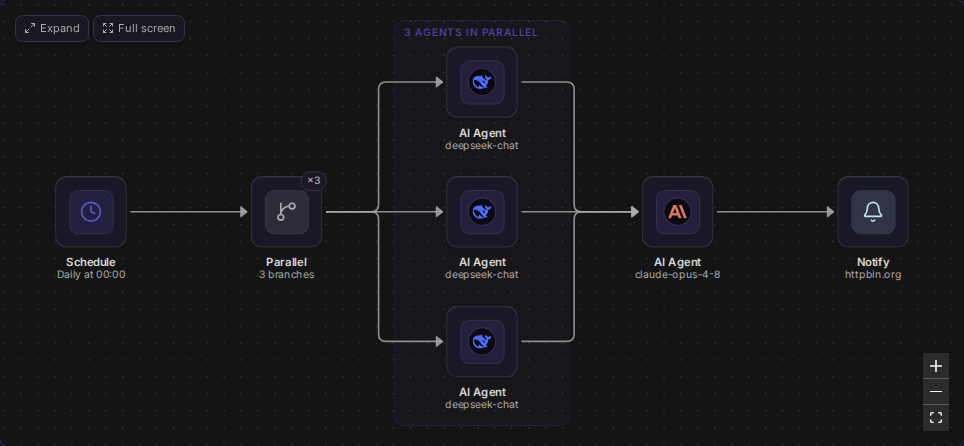 Expand
Full screen
3 AGENTS IN PARALLEL
AI Agent
deepseek-chat
Schedule
Daily at 00:00
×3
Parallel
3 branches
AI Agent
deepseek-chat
AI Agent
claude-opus-4-8
Notify
httpbin.org
AI Agent
deepseek-chat